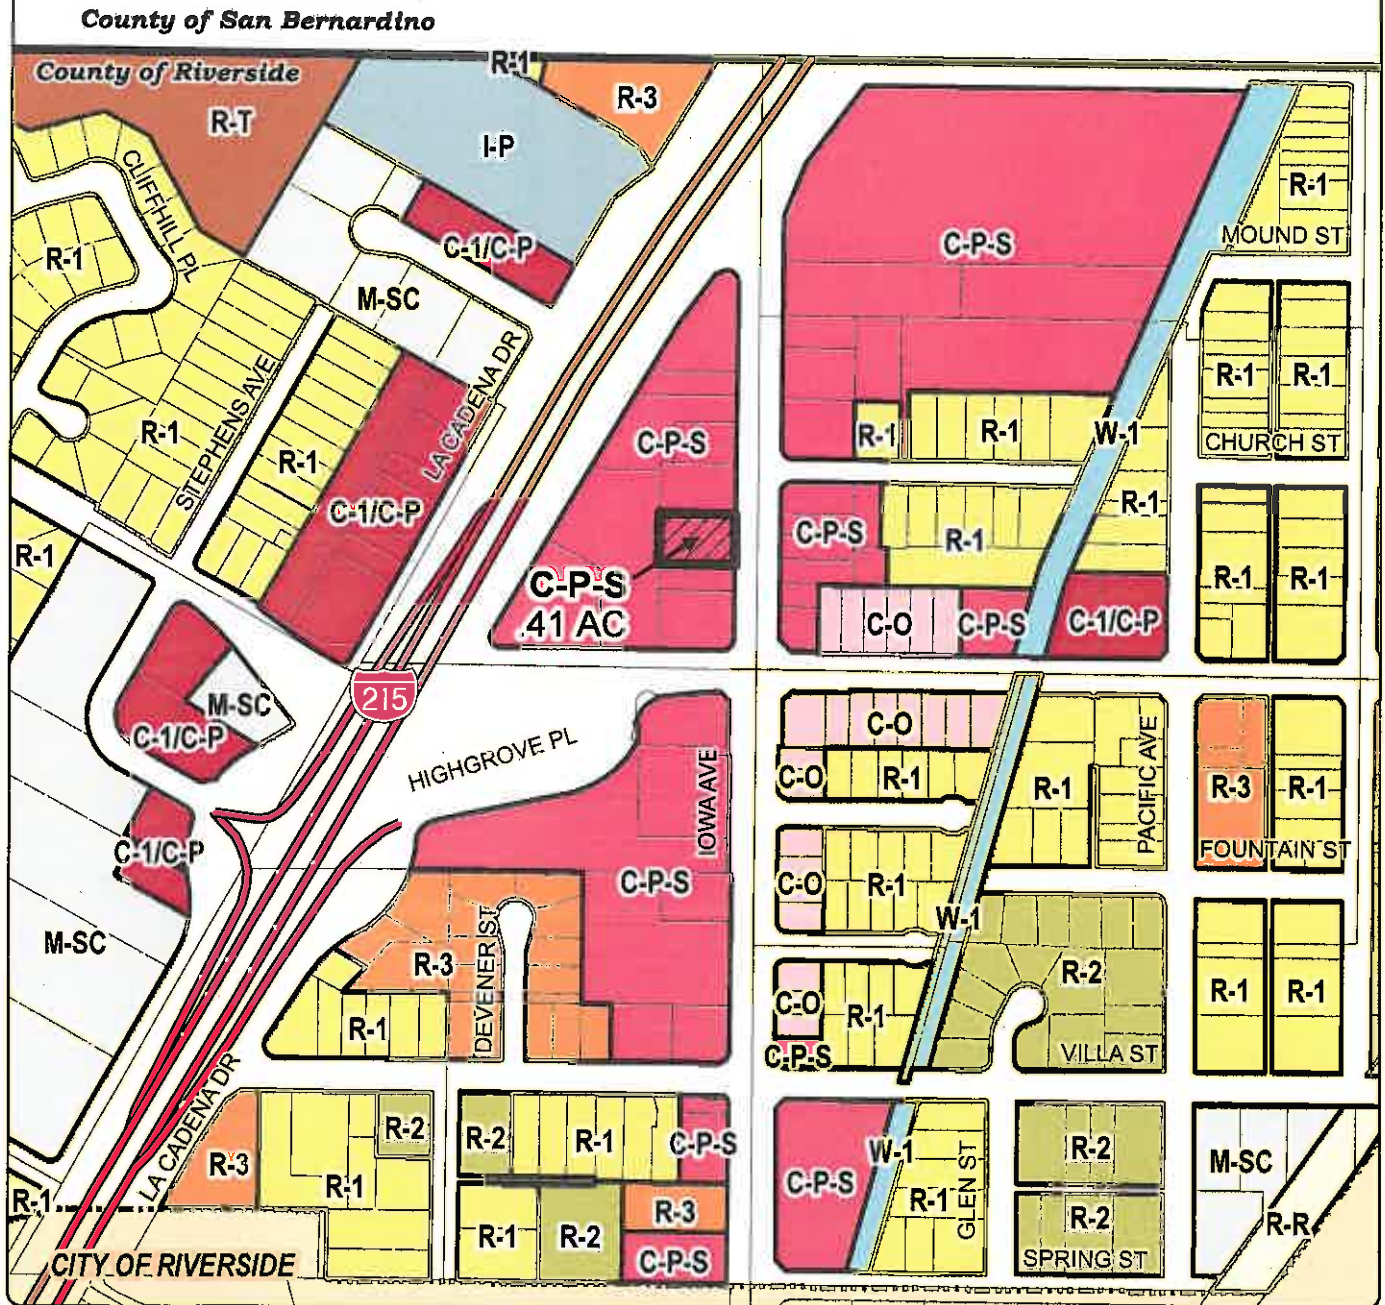 County of San Bernardino
County of Riverside
R-1
R-3
R-T
I-P
R-1
CLIFFHILL PL
C-1/C-P
C-P-S
MOUND ST
R-1
M-SC
LA CADENA DR
STEPHENS AVE
R-1
R-1
R-1
R-1
C-P-S
R-1
R-1
W-1
CHURCH ST
R-1
C-1/C-P
C-P-S
R-1
R-1
R-1
R-1
C-P-S
.41 AC
C-O
C-P-S
C-1/C-P
M-SC
C-1/C-P
215
HIGHGROVE PL
IOWA AVE
C-O
C-O
R-1
R-1
PACIFIC AVE
R-3
R-1
FOUNTAIN ST
C-1/C-P
C-P-S
C-O
R-1
W-1
M-SC
R-3
DEVENER ST
R-2
R-1
R-1
R-1
C-O
R-1
C-P-S
VILLA ST
LA CADENA DR
R-3
R-2
R-1
R-2
R-1
C-P-S
C-P-S
W-1
R-1
GLEN ST
R-2
M-SC
R-1
R-1
R-2
R-3
C-P-S
R-2
SPRING ST
R-R
CITY OF RIVERSIDE